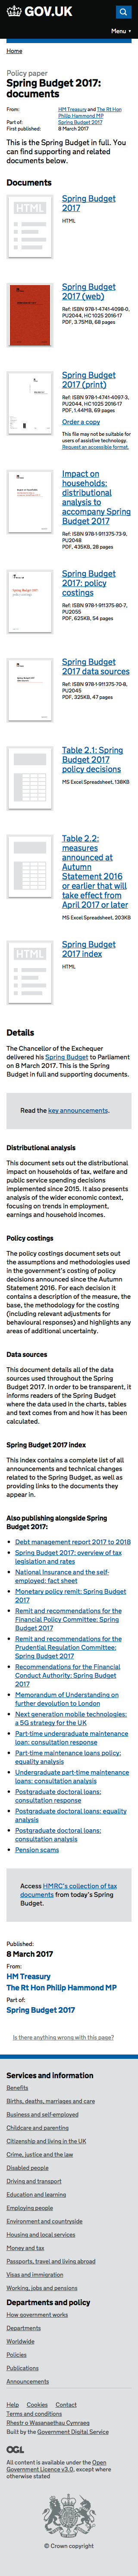 GOV.UK
Menu ▼
Home
Policy paper
Spring Budget 2017:
documents
From: HM Treasury and The Rt Hon
Philip Hammond MP
Part of: Spring Budget 2017
First published: 8 March 2017
This is the Spring Budget in full. You
can find supporting and related
documents below.
Documents
HTML
Spring Budget
2017
HTML
Spring Budget
2017 (web)
Ref: ISBN 978-1-4741-4098-0,
PU2044, HC 1025 2016-17
PDF, 3.75MB, 68 pages
Spring Budget
2017 (print)
Ref: ISBN 978-1-4741-4097-3,
PU2044, HC 1025 2016-17
PDF, 1.44MB, 69 pages
Order a copy
This file may not be suitable for
users of assistive technology.
Request an accessible format.
Impact on
households:
distributional
analysis to
accompany Spring
Budget 2017
Ref: ISBN 978-1-911375-73-9,
PU2048
PDF, 435KB, 28 pages
Spring Budget
2017: policy
costings
Ref: ISBN 978-1-911375-80-7,
PU2055
PDF, 625KB, 54 pages
Spring Budget
2017 data sources
Ref: ISBN 978-1-911375-70-8,
PU2045
PDF, 325KB, 47 pages
Table 2.1: Spring
Budget 2017
policy decisions
MS Excel Spreadsheet, 138KB
Table 2.2:
measures
announced at
Autumn
Statement 2016
or earlier that will
take effect from
April 2017 or later
MS Excel Spreadsheet, 203KB
HTML
Spring Budget
2017 index
HTML
Details
The Chancellor of the Exchequer
delivered his Spring Budget to Parliament
on 8 March 2017. This is the Spring
Budget in full and supporting documents.
Read the key announcements.
Distributional analysis
This document sets out the estimated
impacts on households of tax, welfare and
public service spending decisions
implemented or announced since May
2015. It also presents analysis on living
standards, including trends in
employment, earnings and household
incomes.
Policy costings
The policy costings document sets out the
assumptions and methodologies used in
the government's costing of policy
decisions announced since the Autumn
Statement 2016. For each decision the
document contains a description of the
measure, a description of the base, and
the methodology for the costing
(including relevant adjustments for
behavioural responses) and highlights
areas of additional uncertainty.
Data sources
This document details all of the data
sources used throughout the Spring
Budget 2017. In order to be transparent,
it also informs readers of the Spring
Budget 2017 document where data used
in charts, tables and text come from and
how they are calculated.
Spring Budget 2017 index
This index contains a complete list of all
documents and announcements related
to the Spring Budget, as well as
technical documents providing more
detail. It also states where
documents appear.
Also publishing alongside Spring
Budget 2017:
• Debt management report 2017 to 2018
• Spring Budget 2017: overview of tax
legislation and rates
• National Insurance and the self-
employed: fact sheet
• Monetary policy remit: Spring Budget
2017
• Remit and recommendations for the
Financial Policy Committee: Spring
Budget 2017
• Remit and recommendations for the
Prudential Regulation Committee:
Spring Budget 2017
• Recommendations for the Financial
Conduct Authority: Spring Budget
2017
• Memorandum of Understanding on
further devolution to London
• Next generation mobile technologies:
a 5G strategy for the UK
• Part-time undergraduate maintenance
loan: consultation response
• Part-time maintenance loans policy:
equality analysis
• Undergraduate part-time maintenance
loans: consultation analysis
• Postgraduate doctoral loans:
consultation response
• Postgraduate doctoral loans: equality
analysis
• Postgraduate doctoral loans:
consultation analysis
• Pension scams
Access HMRC's collection of tax
documents from today's Spring
Budget.
Published:
8 March 2017
From:
HM Treasury
The Rt Hon Philip Hammond MP
Part of:
Spring Budget 2017
Is there anything wrong with this page?
Services and information
Benefits
Births, deaths, marriages and care
Business and self-employed
Childcare and parenting
Citizenship and living in the UK
Crime, justice and the law
Disabled people
Driving and transport
Education and learning
Employing people
Environment and countryside
Housing and local services
Money and tax
Passports, travel and living abroad
Visas and immigration
Working, jobs and pensions
Departments and policy
How government works
Departments
Worldwide
Policies
Publications
Announcements
Help Cookies Contact
Terms and conditions
Rhestr o Wasanaethau Cymraeg
Built by the Government Digital Service
OGL
All content is available under the Open
Government Licence v3.0, except where
otherwise stated
© Crown copyright